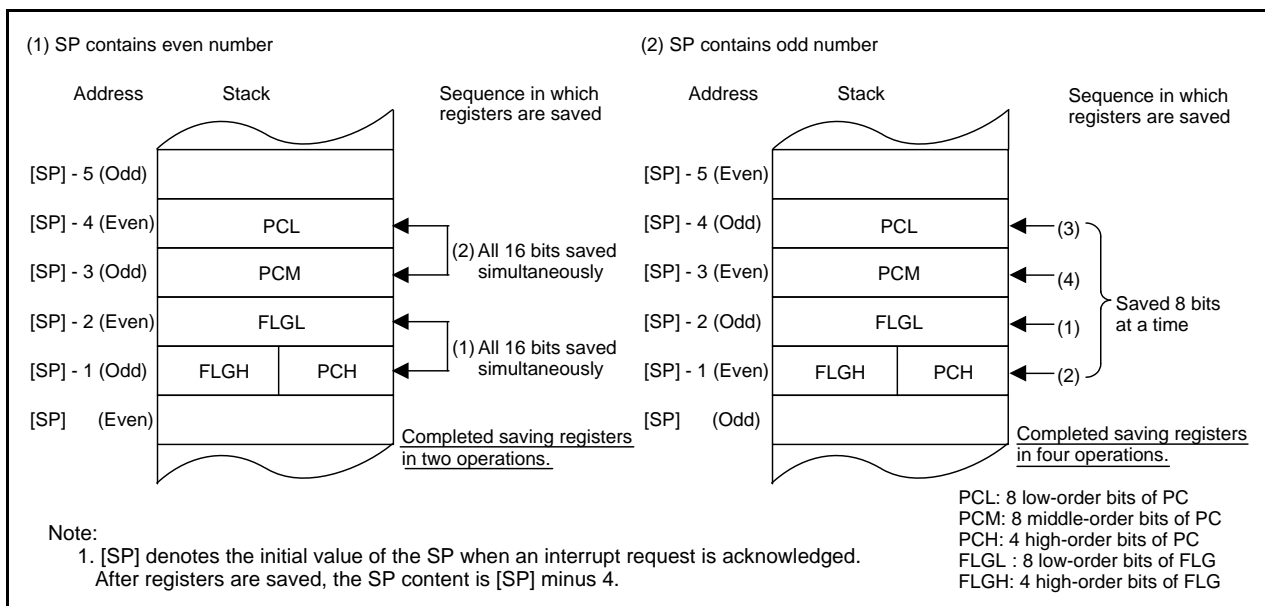 (1) SP contains even number
Address Stack Sequence in which
registers are saved
[SP] - 5 (Odd)
[SP] - 4 (Even) PCL
(2) All 16 bits saved
simultaneously
[SP] - 3 (Odd) PCM
[SP] - 2 (Even) FLGL
(1) All 16 bits saved
simultaneously
[SP] - 1 (Odd) FLGH PCH
[SP] (Even)
Completed saving registers
in two operations.
(2) SP contains odd number
Address Stack Sequence in which
registers are saved
[SP] - 5 (Even)
[SP] - 4 (Odd) PCL (3)
[SP] - 3 (Even) PCM (4)
Saved 8 bits
at a time
[SP] - 2 (Odd) FLGL (1)
[SP] - 1 (Even) FLGH PCH (2)
[SP] (Odd)
Completed saving registers
in four operations.
PCL: 8 low-order bits of PC
PCM: 8 middle-order bits of PC
PCH: 4 high-order bits of PC
FLGL : 8 low-order bits of FLG
FLGH: 4 high-order bits of FLG
Note:
1. [SP] denotes the initial value of the SP when an interrupt request is acknowledged.
After registers are saved, the SP content is [SP] minus 4.